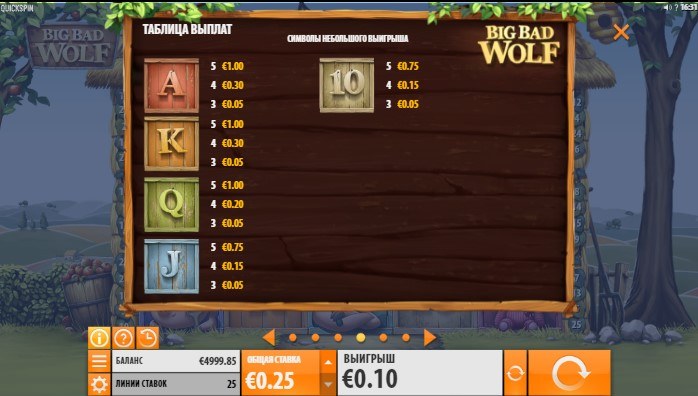 QUICKSPIN
16:31
BIG BAD
WOLF
ТАБЛИЦА ВЫПЛАТ
СИМВОЛЫ НЕБОЛЬШОГО ВЫИГРЫША
BIG BAD
WOLF
A
5 €1.00
4 €0.30
3 €0.05
K
5 €1.00
4 €0.30
3 €0.05
Q
5 €1.00
4 €0.20
3 €0.05
J
5 €0.75
4 €0.15
3 €0.05
10
5 €0.75
4 €0.15
3 €0.05
25
БАЛАНС €4999.85
ЛИНИИ СТАВОК 25
ОБЩАЯ СТАВКА
€0.25
ВЫИГРЫШ
€0.10